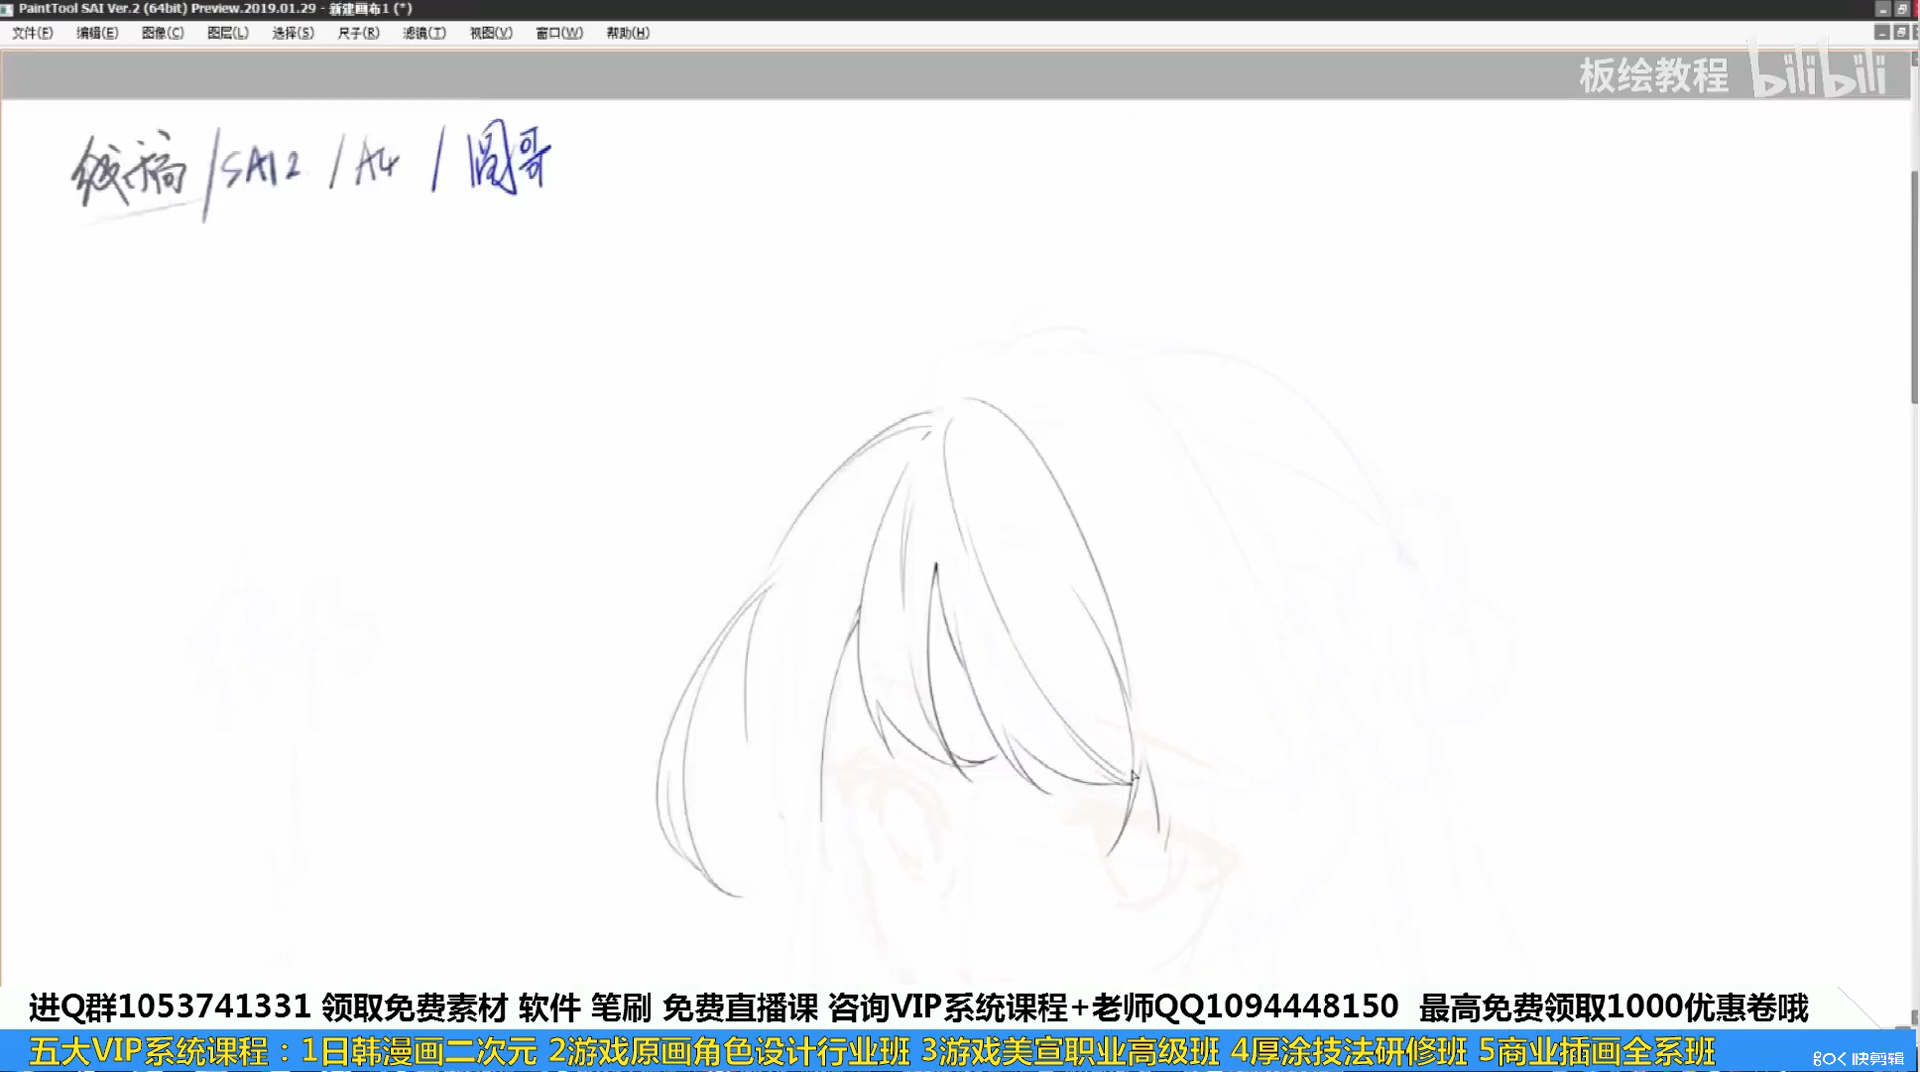 PaintTool SAI Ver.2 (64bit) Preview.2019.01.29 - 新建画布1 (*)
文件(F) 编辑(E) 图像(C) 图层(L) 选择(S) 尺子(R) 滤镜(T) 视图(V) 窗口(W) 帮助(H)
板绘教程 bilibili
线稿 / SAI2 / A4 / 圆哥
进Q群1053741331 领取免费素材 软件 笔刷 免费直播课 咨询VIP系统课程+老师QQ1094448150 最高免费领取1000优惠卷哦
五大VIP系统课程：1日韩漫画二次元 2游戏原画角色设计行业班 3游戏美宣职业高级班 4厚涂技法研修班 5商业插画全系班
快剪辑